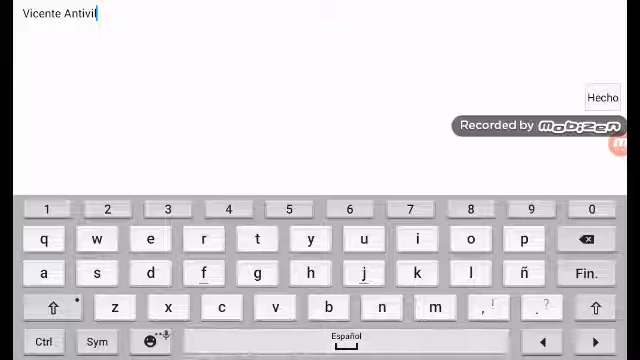 Vicente Antivil
Hecho
Recorded by mobizen
1 2 3 4 5 6 7 8 9 0
q w e r t y u i o p
a s d f g h j k l ñ Fin.
z x c v b n m , ! . ?
Ctrl Sym Español